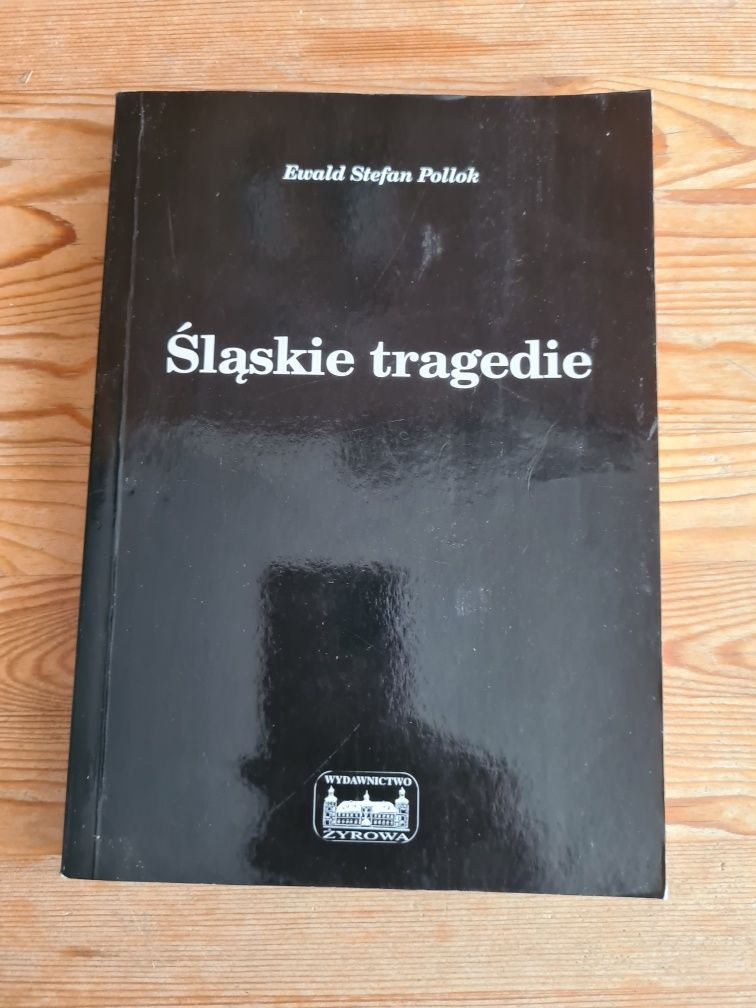 Ewald Stefan Pollok
Śląskie tragedie
WYDAWNICTWO
ŻYROWA